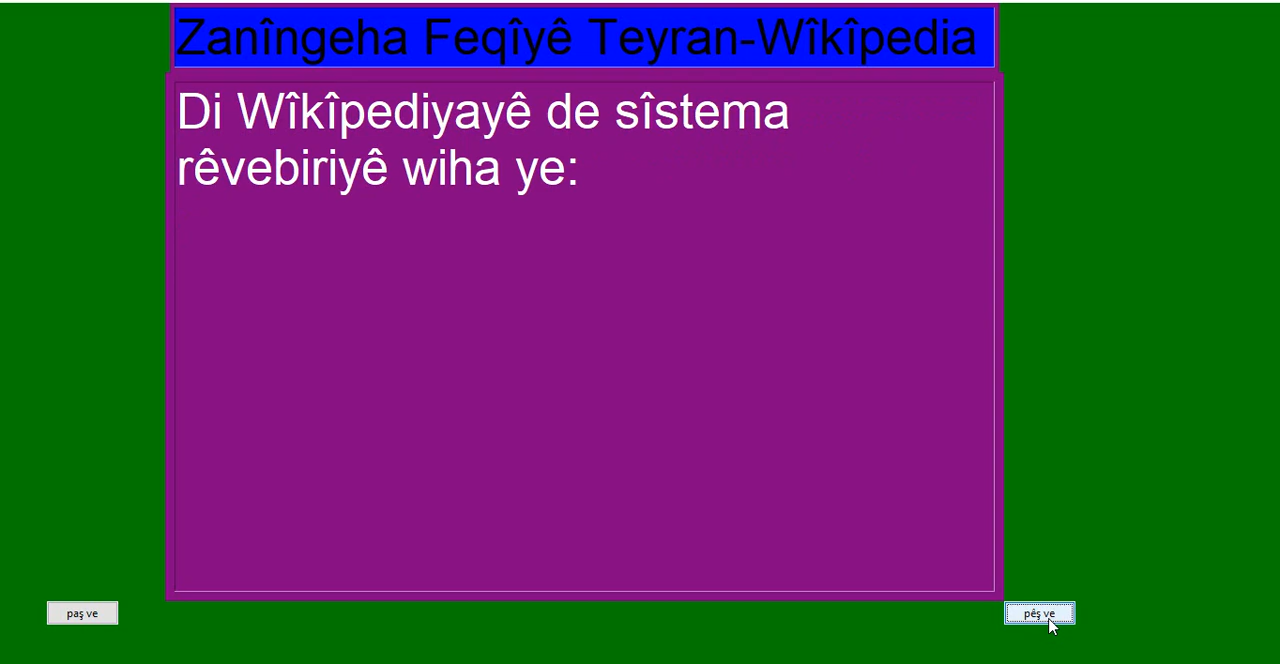 Zanîngeha Feqîyê Teyran-Wîkîpedia
Di Wîkîpediyayê de sîstema
rêvebiriyê wiha ye:
paş ve
pêş ve